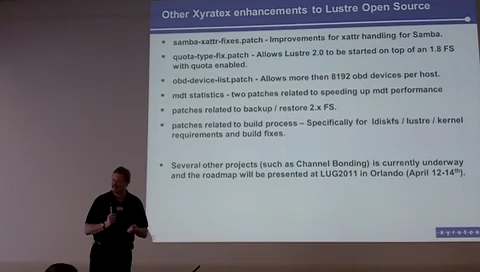 Other Xyratex enhancements to Lustre Open Source
samba-xattr-fixes.patch - Improvements for xattr handling for Samba.
quota-type-fix.patch - Allows Lustre 2.0 to be started on top of an 1.8 FS
with quota enabled.
obd-device-list.patch - Allows more then 8192 obd devices per host.
mdt statistics - two patches related to speeding up mdt performance
patches related to backup / restore 2.x FS.
patches related to build process – Specifically for ldiskfs / lustre / kernel
requirements and build fixes.
Several other projects (such as Channel Bonding) is currently underway
and the roadmap will be presented at LUG2011 in Orlando (April 12-14th).
xyratex